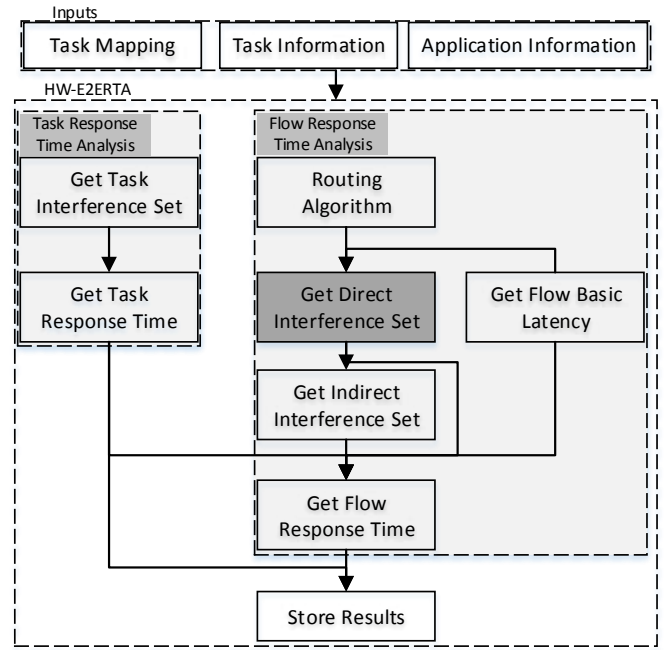 Inputs
Task Mapping
Task Information
Application Information
HW-E2ERTA
Task Response
Time Analysis
Get Task
Interference Set
Get Task
Response Time
Flow Response
Time Analysis
Routing
Algorithm
Get Direct
Interference Set
Get Flow Basic
Latency
Get Indirect
Interference Set
Get Flow
Response Time
Store Results